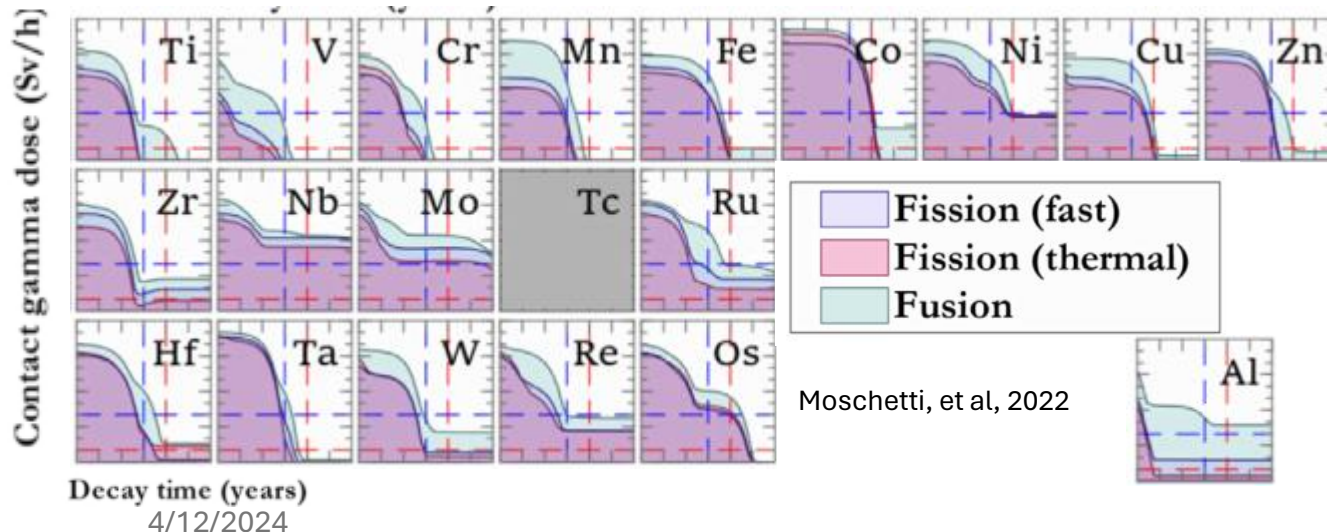 Contact gamma dose (Sv/h)
Ti V Cr Mn Fe Co Ni Cu Zn
Zr Nb Mo Tc Ru
Fission (fast)
Fission (thermal)
Fusion
Hf Ta W Re Os
Al
Moschetti, et al, 2022
Decay time (years)
4/12/2024